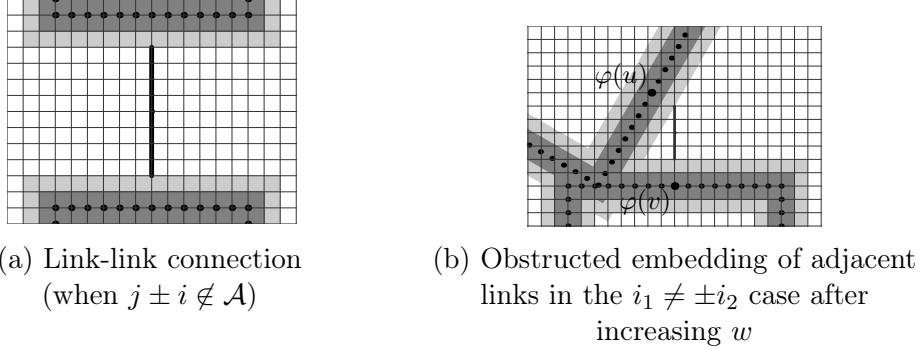 φ(u)
φ(v)
a) Link-link connection
(when j ± i ∉ 𝒜)
(b) Obstructed embedding of adjacent
links in the i₁ ≠ ±i₂ case after
increasing w